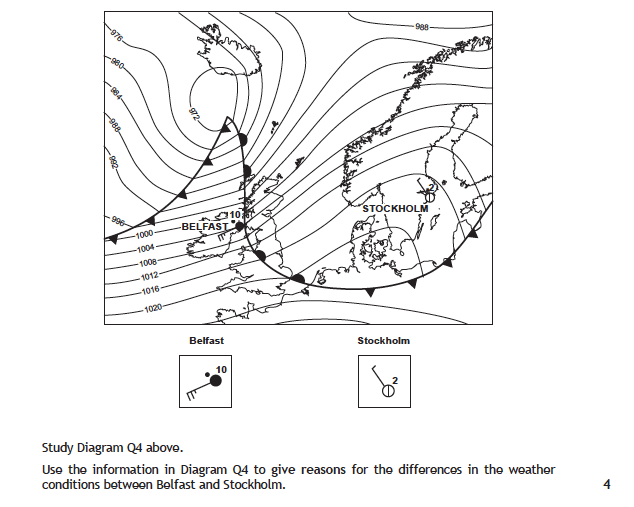 976
980
984
988
992
996
988
972
2
STOCKHOLM
10
BELFAST
1000
1004
1008
1012
1016
1020
Belfast
Stockholm
10
2
Study Diagram Q4 above.
Use the information in Diagram Q4 to give reasons for the differences in the weather
conditions between Belfast and Stockholm.
4